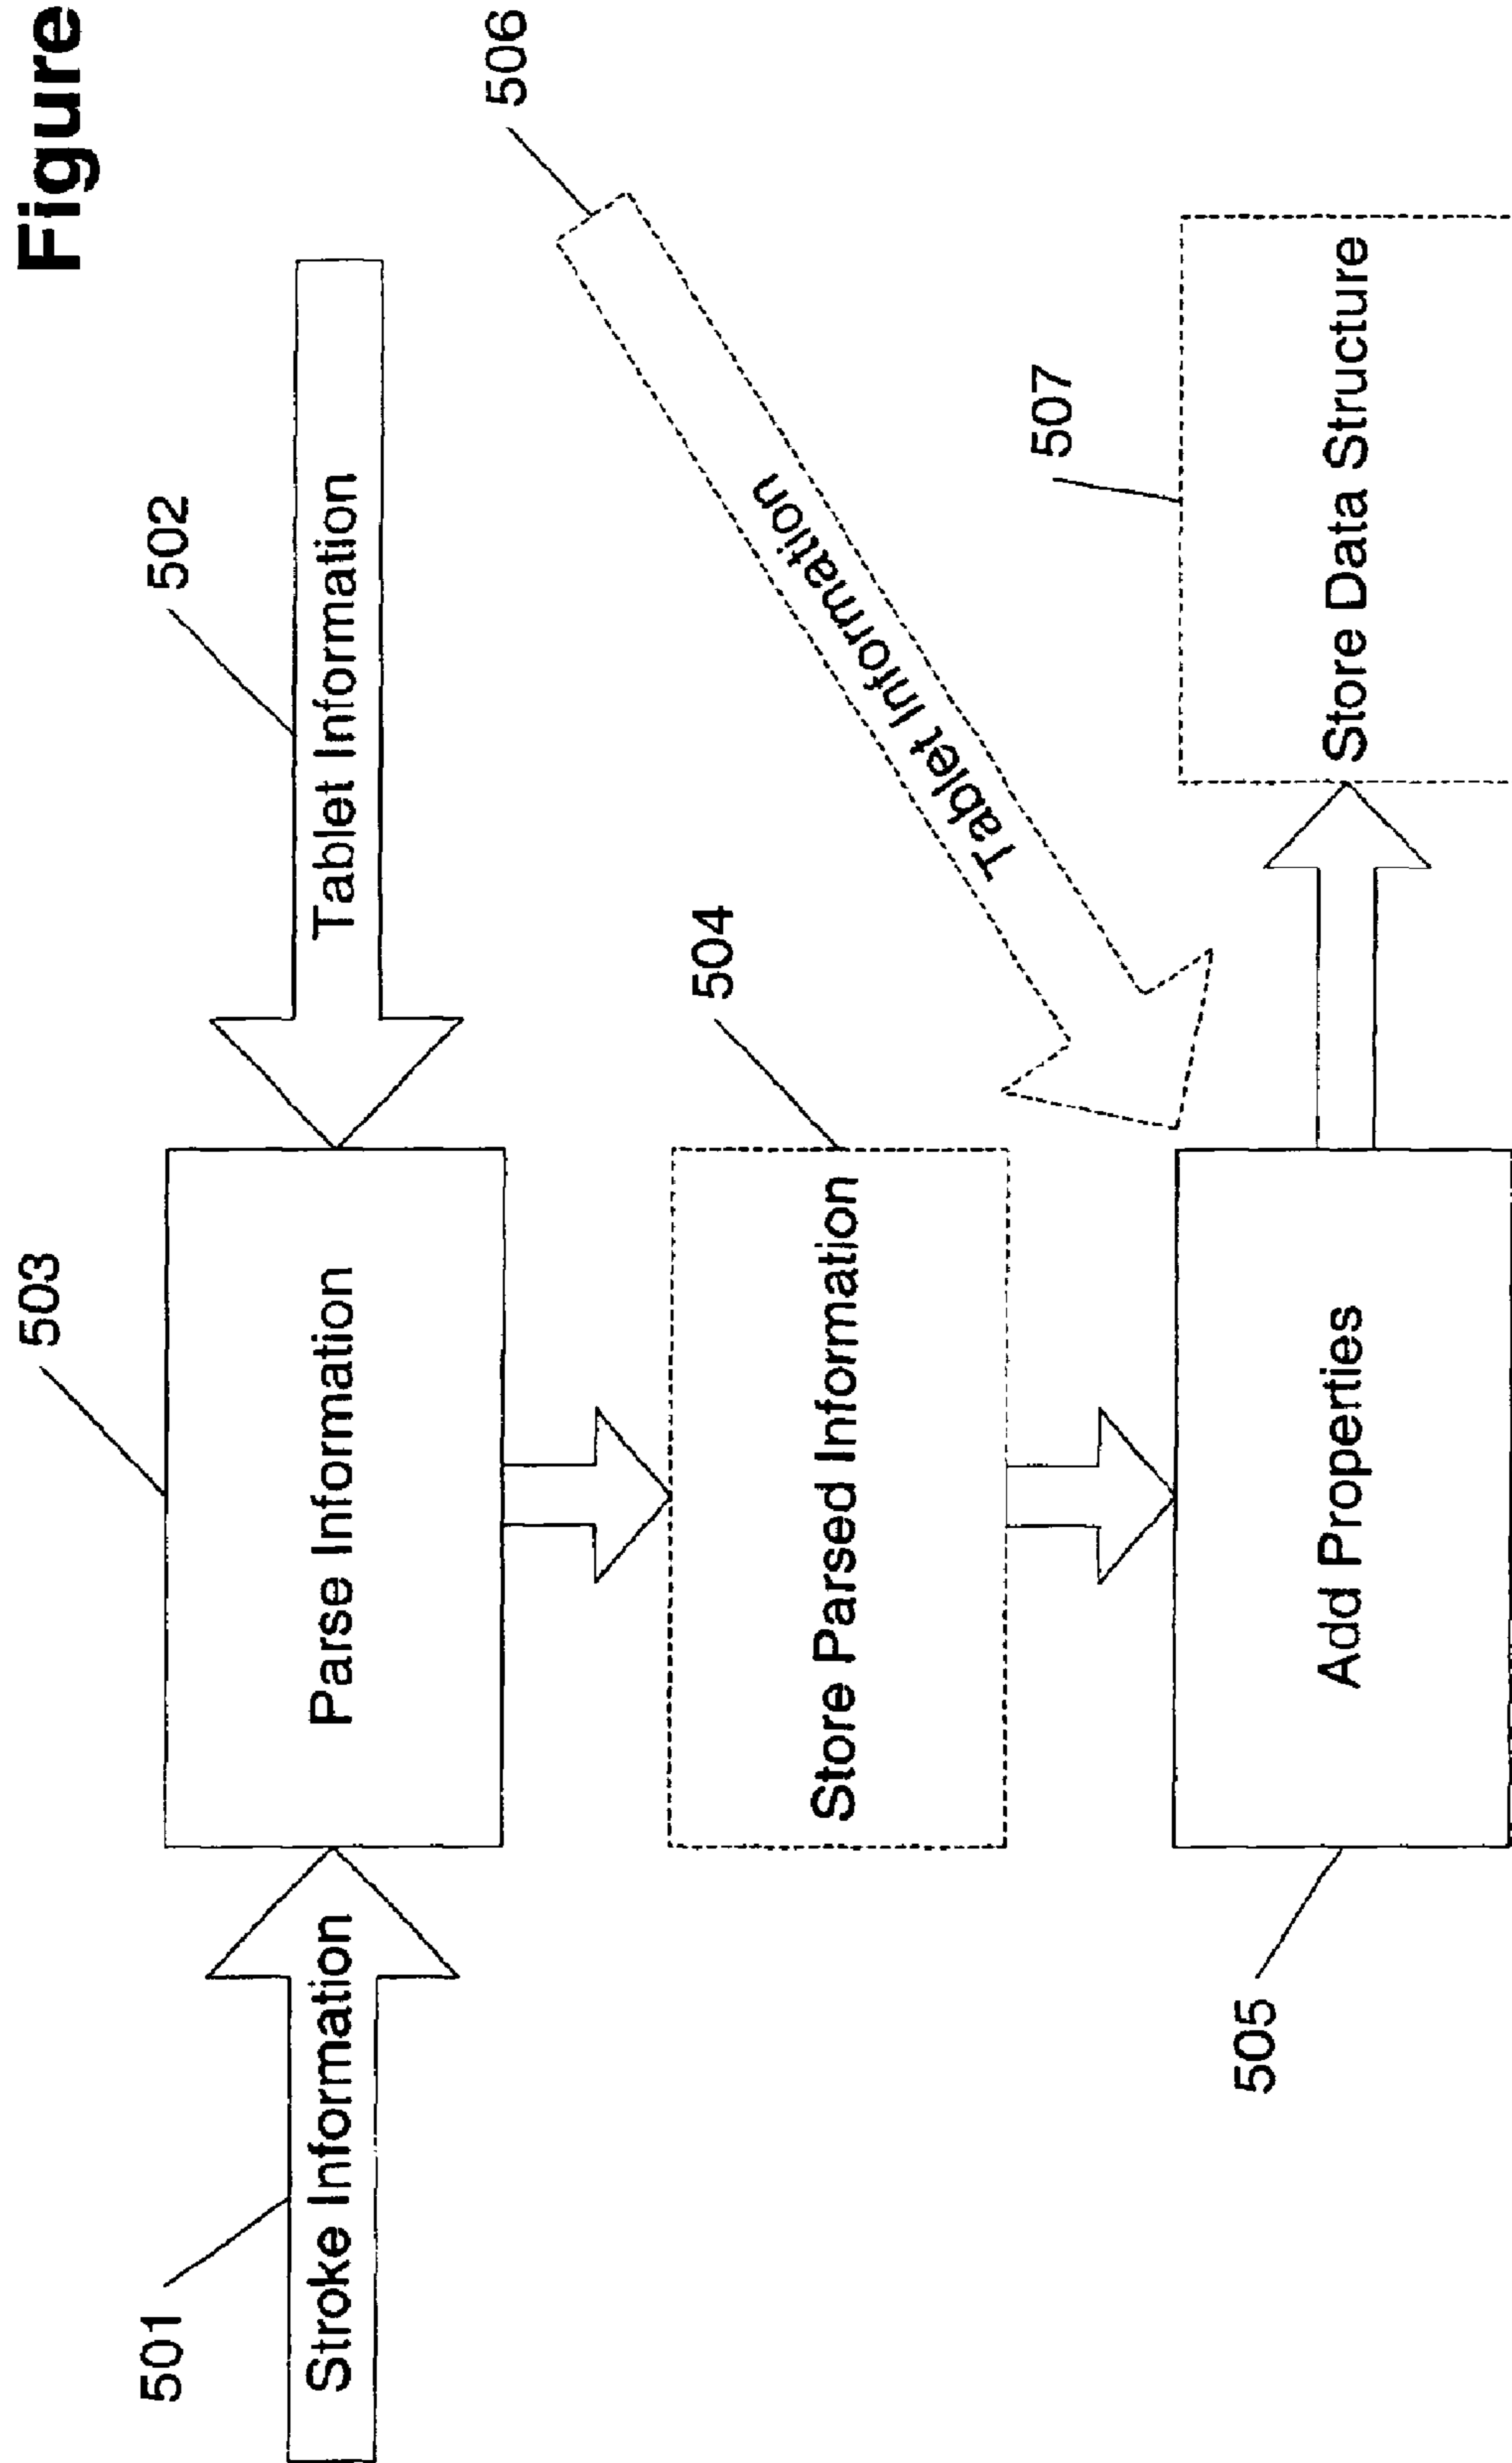 Figure
503
502
501
Stroke Information
Parse Information
Tablet Information
506
504
Store Parsed Information
Tablet Information
507
505
Add Properties
Store Data Structure